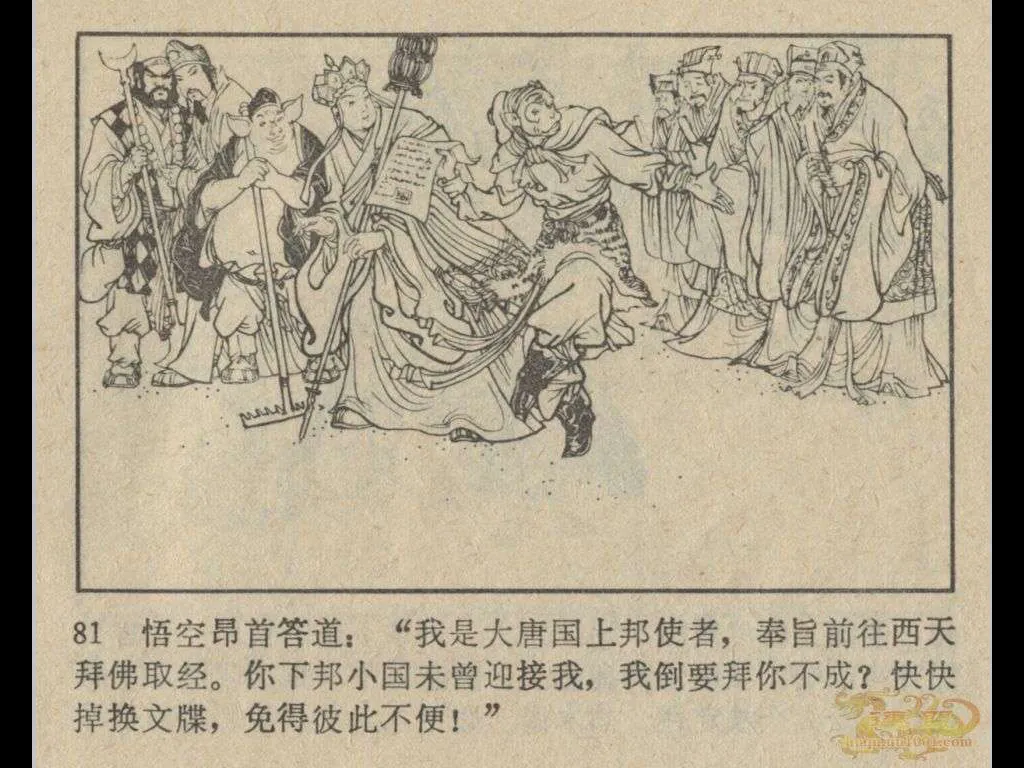 81 悟空昂首答道：“我是大唐国上邦使者，奉旨前往西天
拜佛取经。你下邦小国未曾迎接我，我倒要拜你不成？快快
掉换文牒，免得彼此不便！”